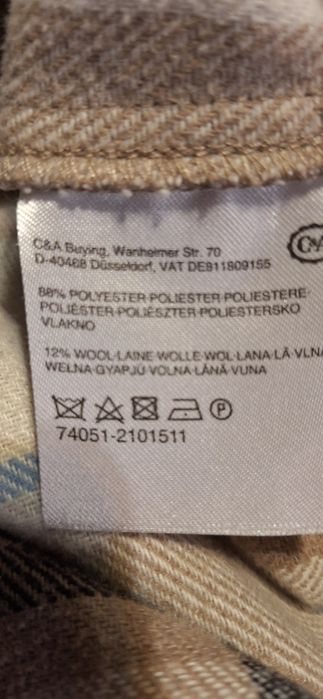 C&A Buying, Wanheimer Str. 70
D-40468 Düsseldorf, VAT DE811809155
C&A
88% POLYESTER·POLIESTER·POLIESTERE·
POLIÉSTER·POLIÉSZTER·POLIESTERSKO
VLAKNO
12% WOOL·LAINE·WOLLE·WOL·LANA·LÃ·VLNA
WEŁNA·GYAPJÚ·VOLNA·LÂNĂ·VUNA
P
74051-2101511